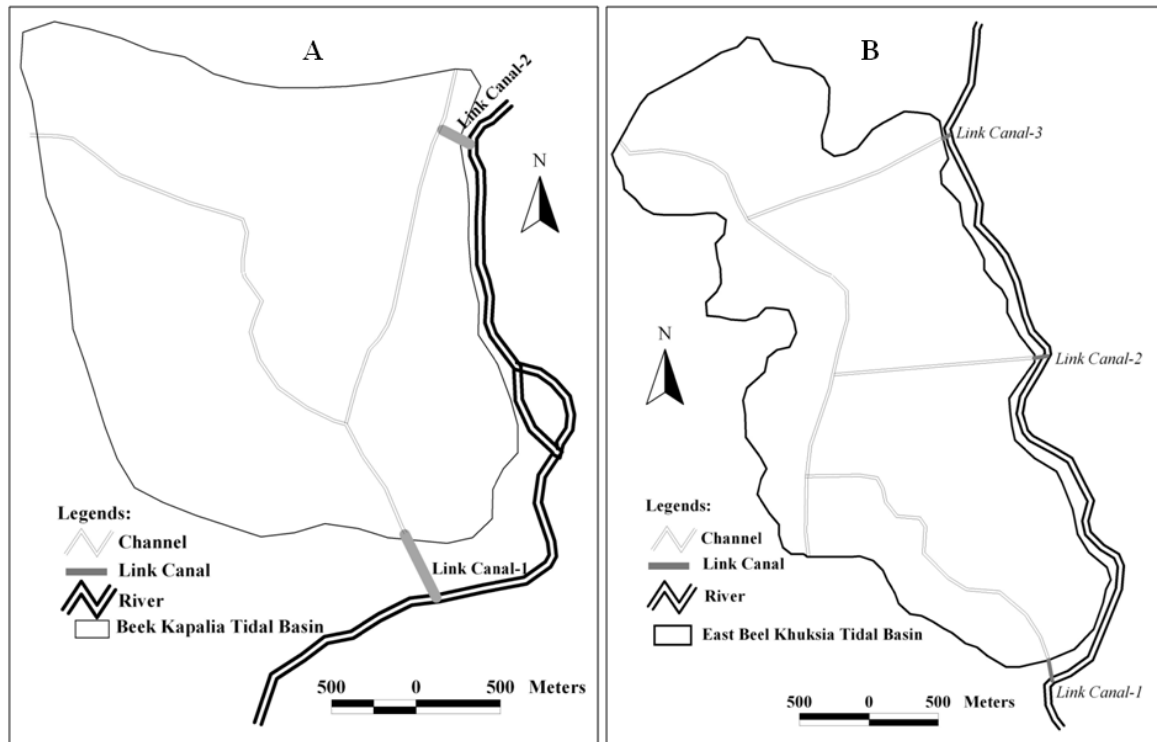 A
Link Canal-2
N
Legends:
Channel
Link Canal
River
Beek Kapalia Tidal Basin
Link Canal-1
500 0 500 Meters
B
Link Canal-3
N
Link Canal-2
Legends:
Channel
Link Canal
River
East Beel Khuksia Tidal Basin
Link Canal-1
500 0 500 Meters